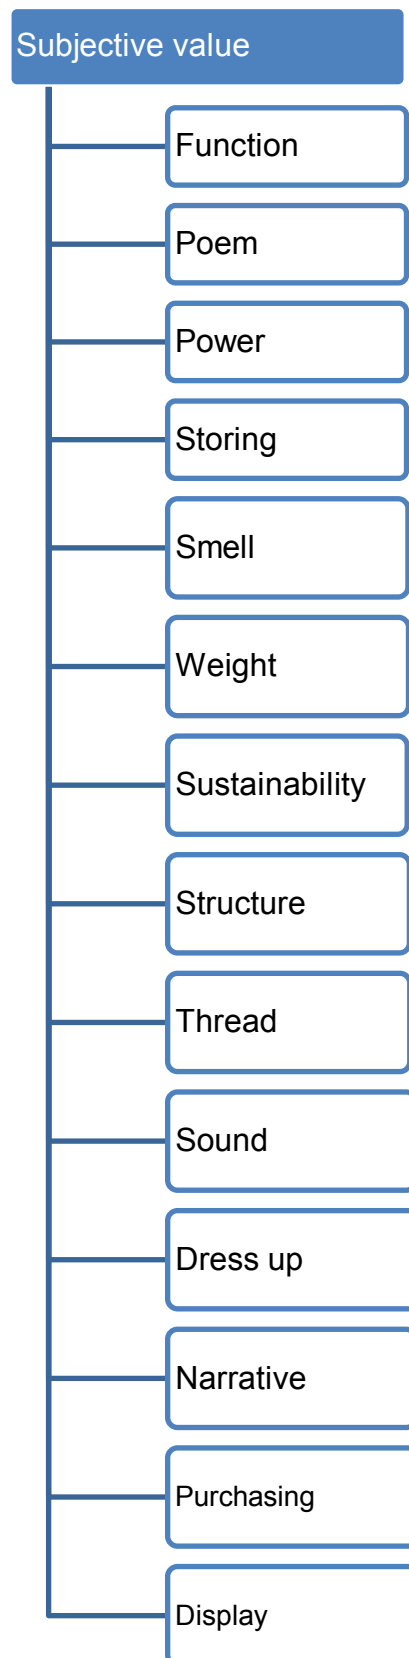 Subjective value
Function
Poem
Power
Storing
Smell
Weight
Sustainability
Structure
Thread
Sound
Dress up
Narrative
Purchasing
Display